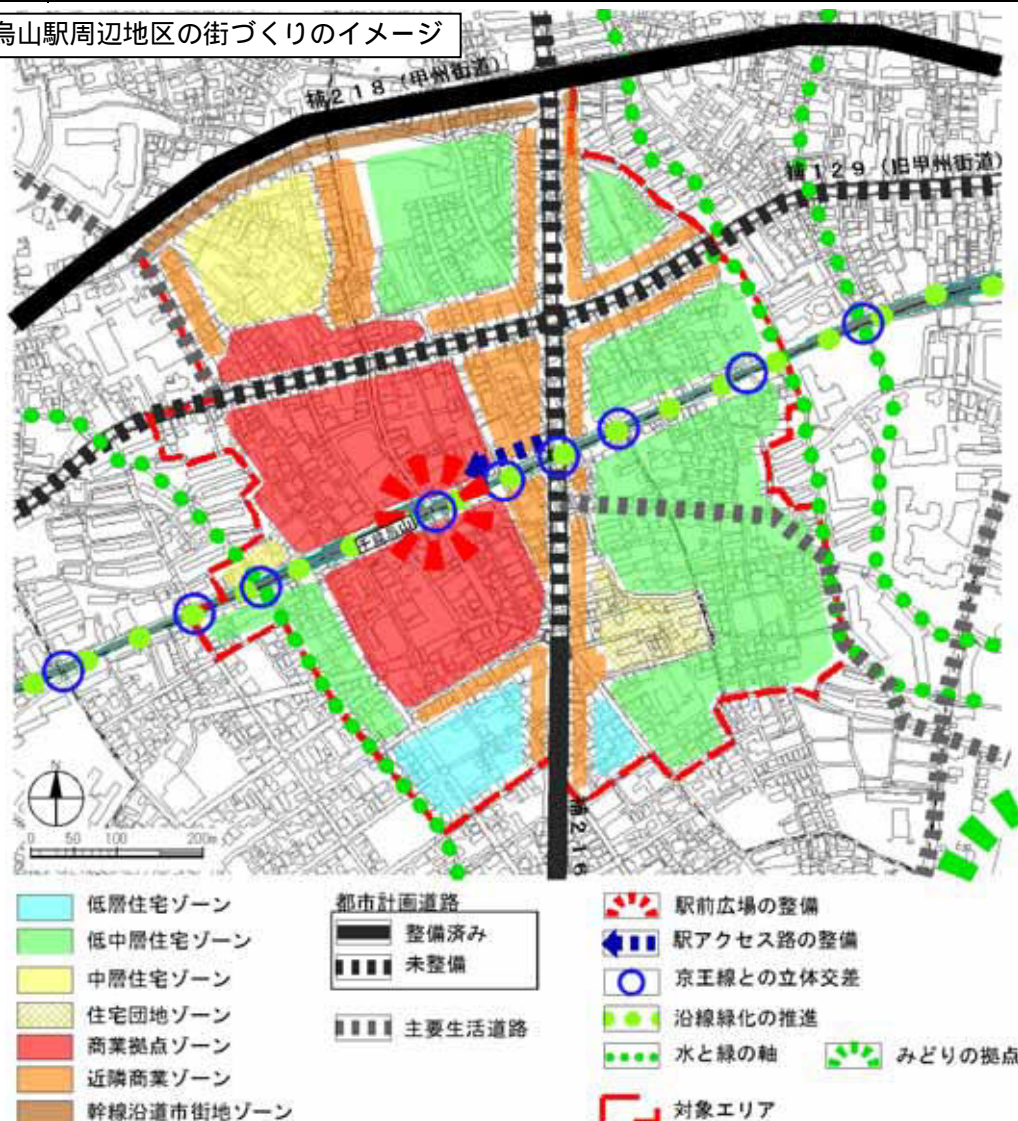 烏山駅周辺地区の街づくりのイメージ
補218（甲州街道）
補129（旧甲州街道）
千歳烏山
補216
N
0 50 100 200m
低層住宅ゾーン
低中層住宅ゾーン
中層住宅ゾーン
住宅団地ゾーン
商業拠点ゾーン
近隣商業ゾーン
幹線沿道市街地ゾーン
都市計画道路
整備済み
未整備
主要生活道路
駅前広場の整備
駅アクセス路の整備
京王線との立体交差
沿線緑化の推進
水と緑の軸
みどりの拠点
対象エリア